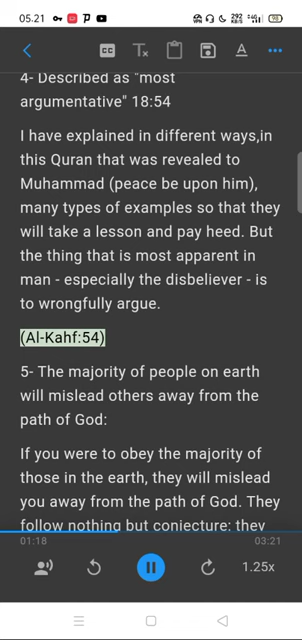 05.21
292
KB/s
4G
98
CC
4- Described as "most
argumentative" 18:54
I have explained in different ways,in
this Quran that was revealed to
Muhammad (peace be upon him),
many types of examples so that they
will take a lesson and pay heed. But
the thing that is most apparent in
man - especially the disbeliever - is
to wrongfully argue.
(Al-Kahf:54)
5- The majority of people on earth
will mislead others away from the
path of God:
If you were to obey the majority of
those in the earth, they will mislead
you away from the path of God. They
follow nothing but conjecture; they
01:18
03:21
1.25x